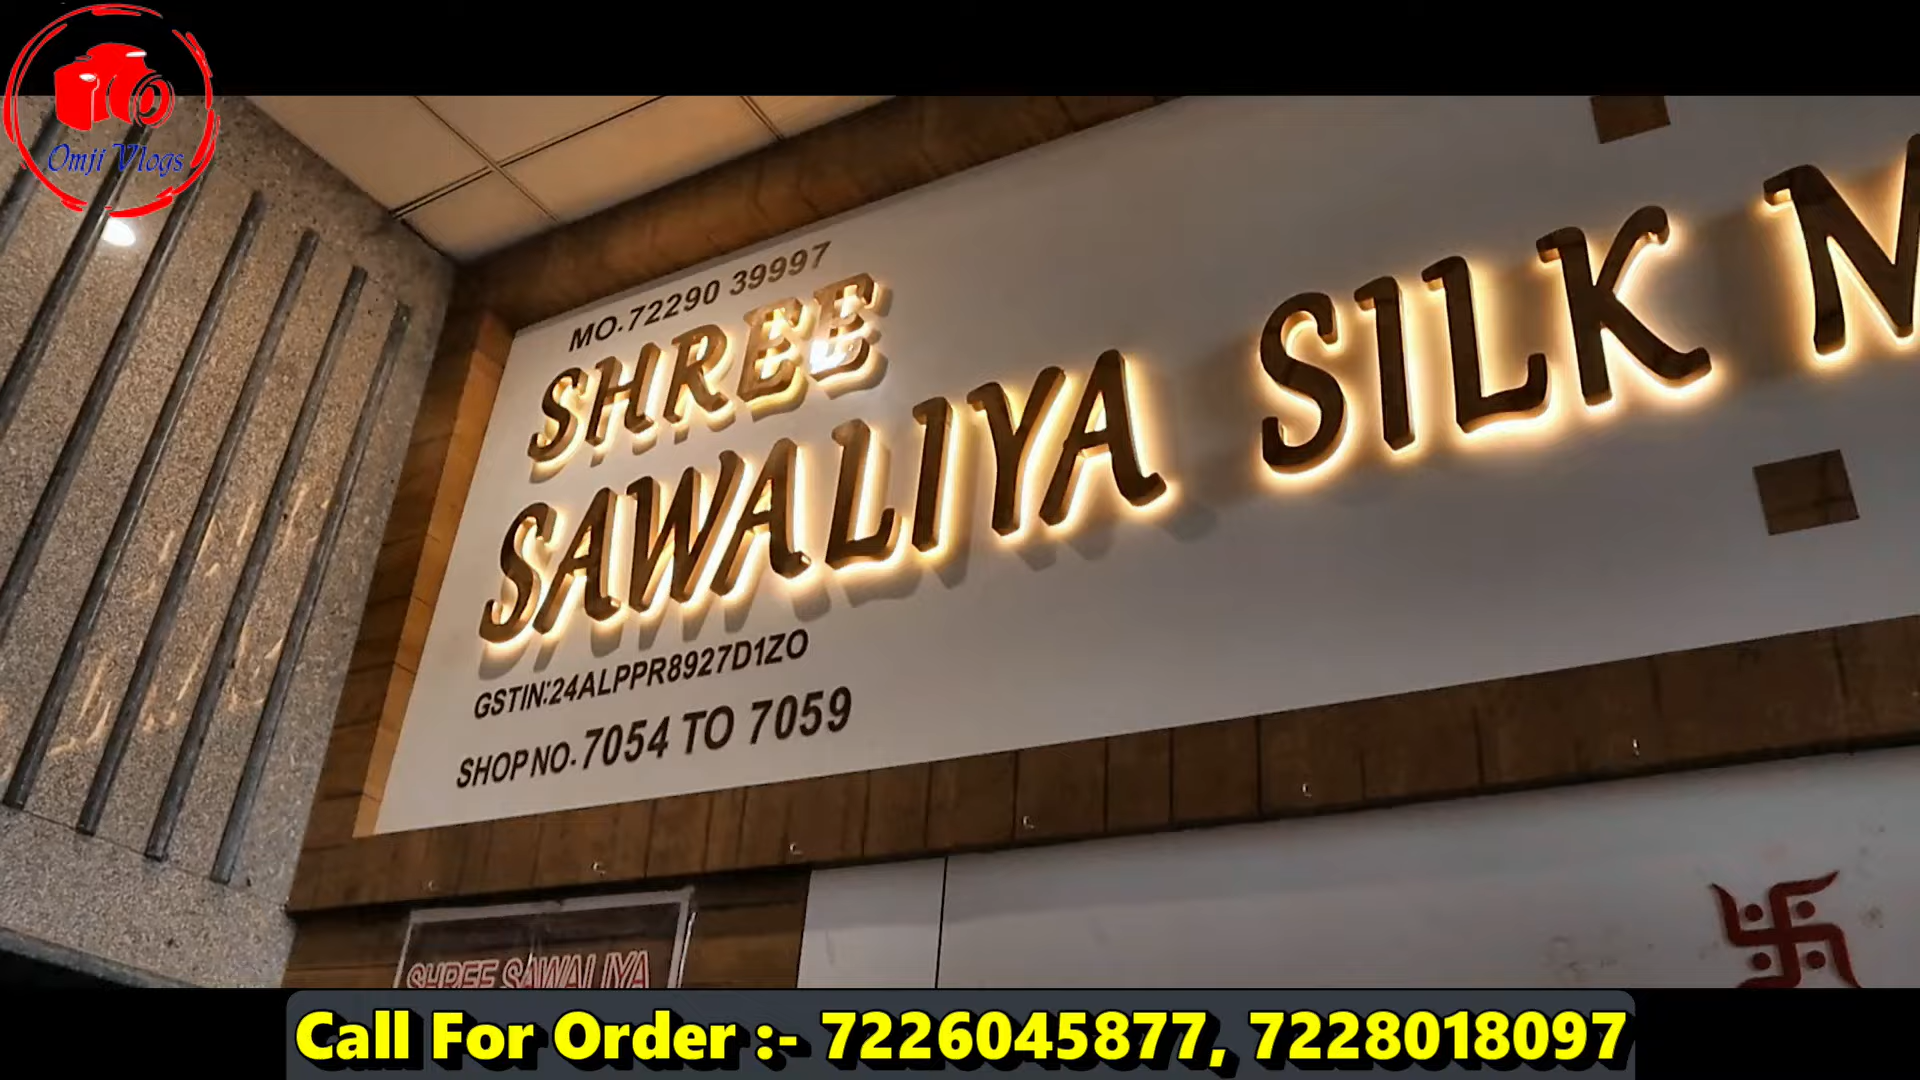 Omji Vlogs
MO.72290 39997
SHREE
SAWALIYA SILK M
GSTIN:24ALPPR8927D1ZO
SHOP NO. 7054 TO 7059
SHREE SAWALIYA
Call For Order :- 7226045877, 7228018097